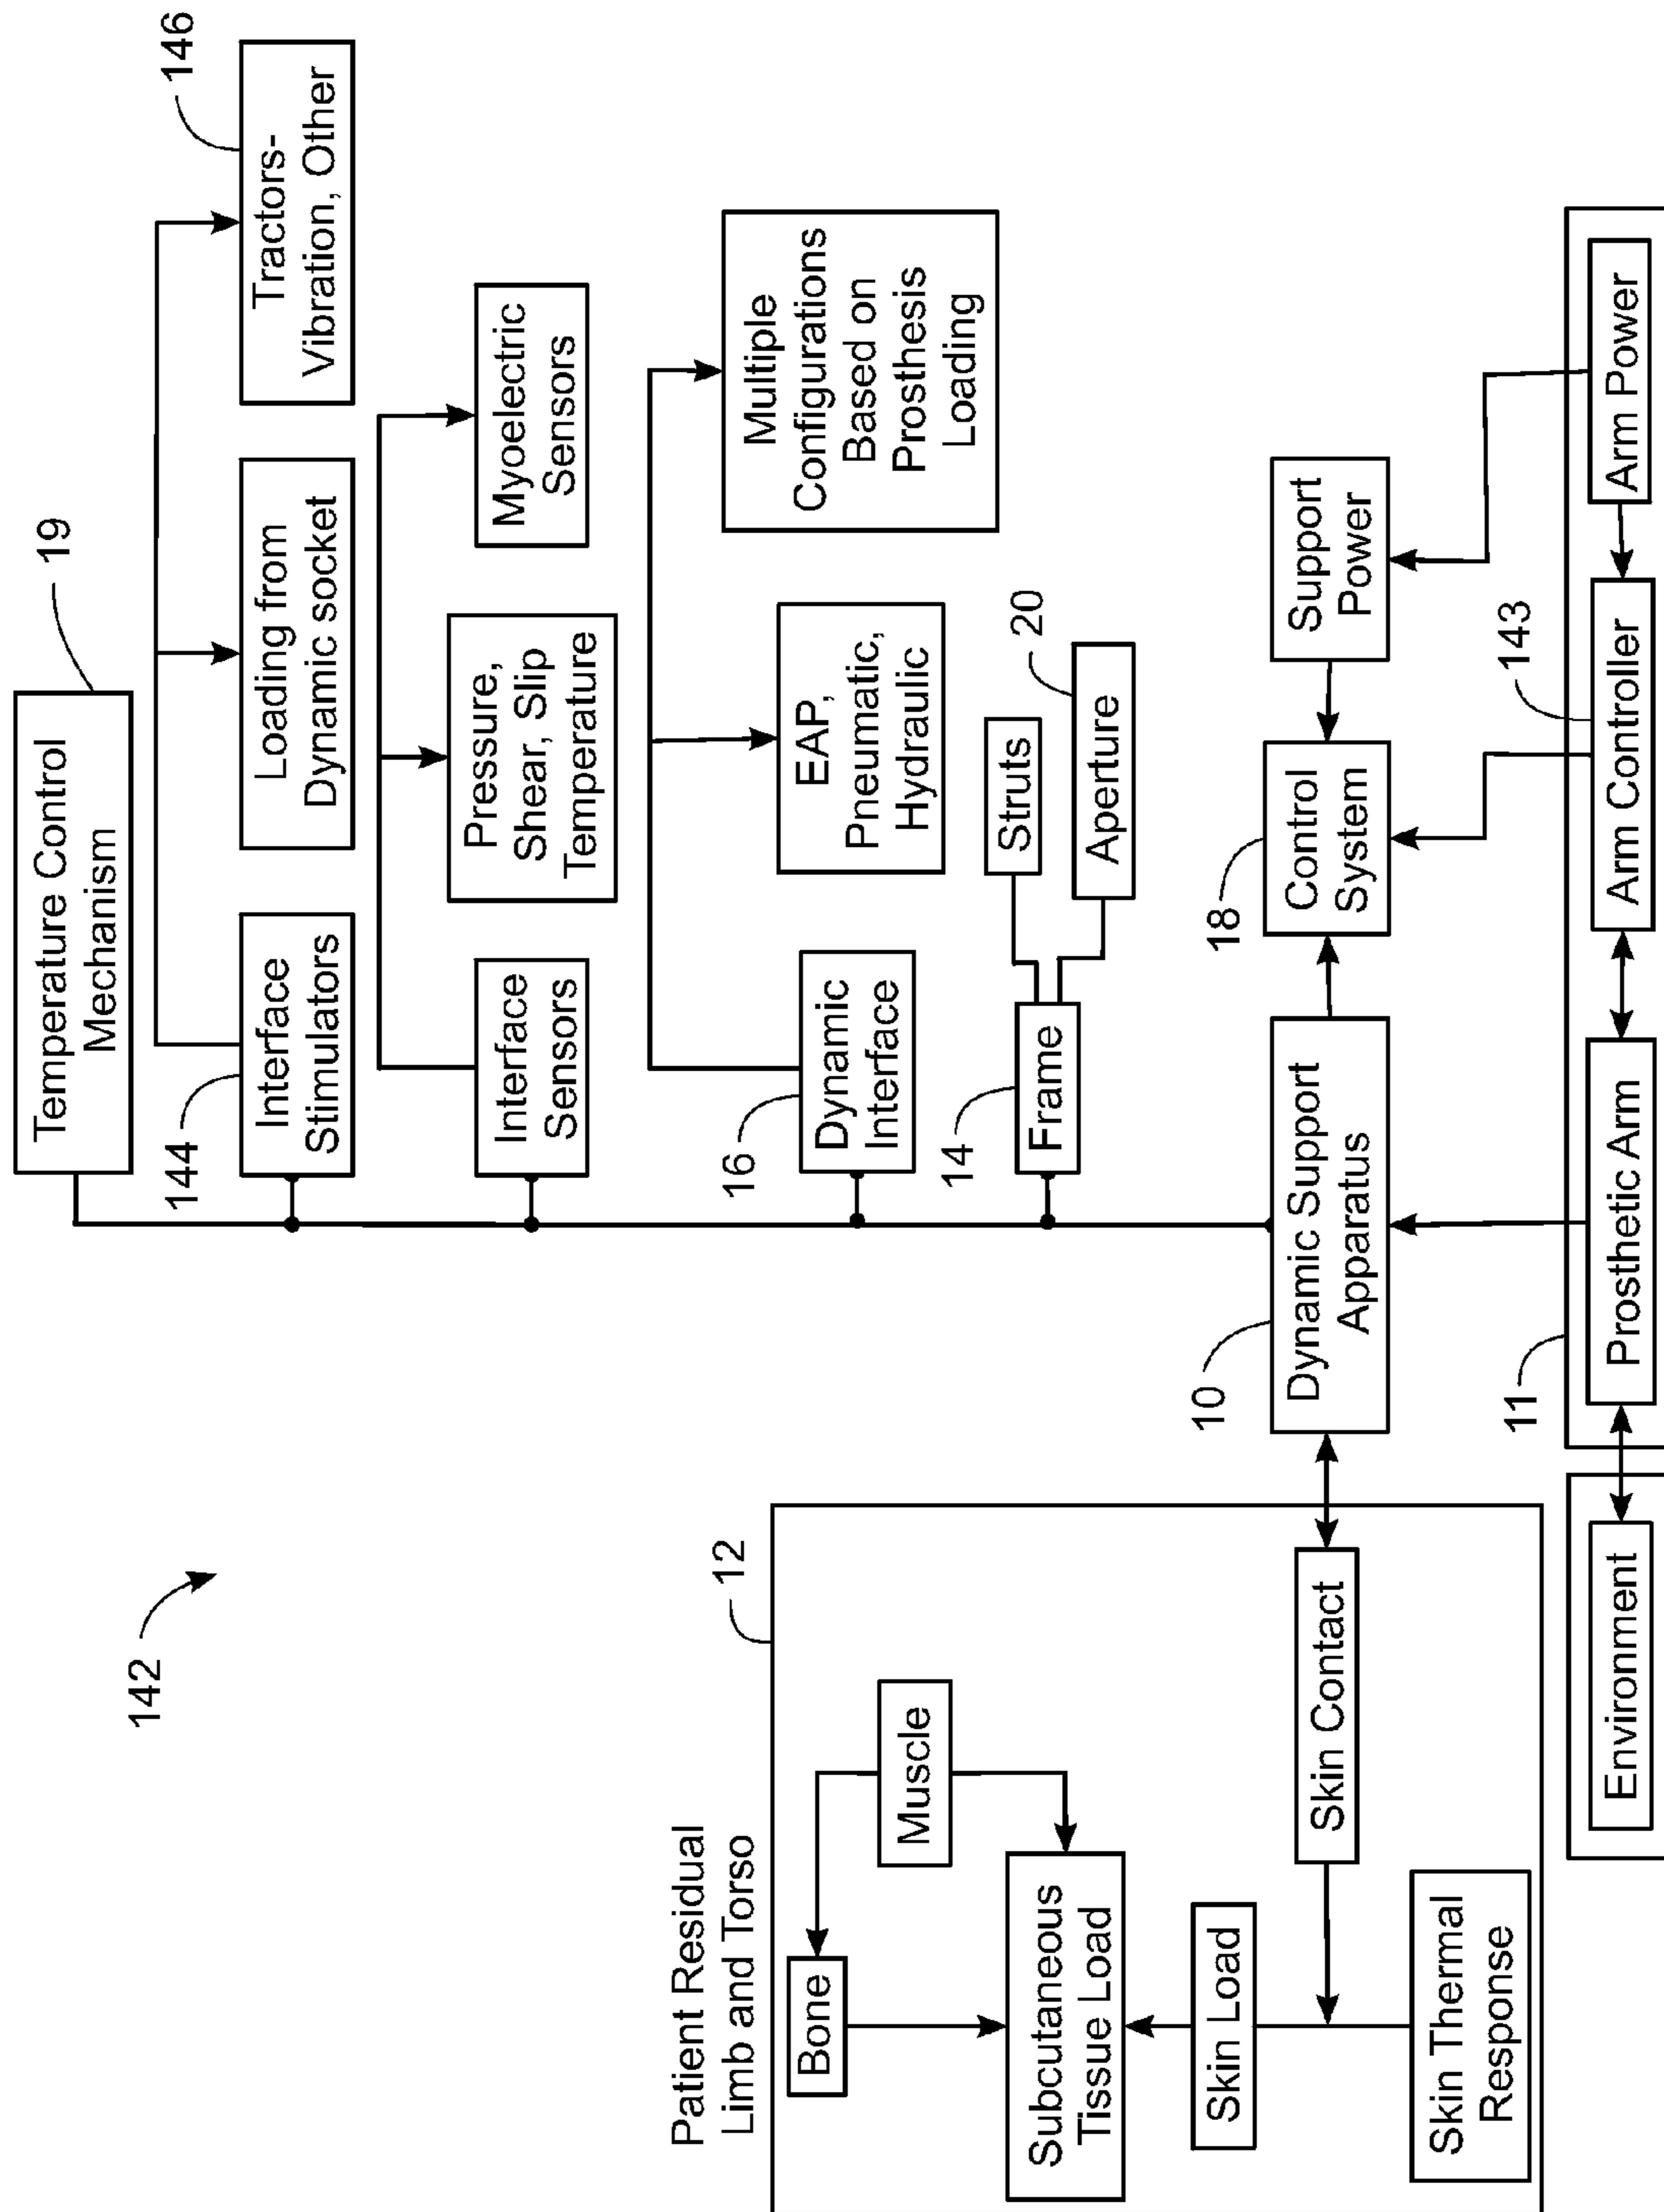 142
Temperature Control
Mechanism
19
144
Interface
Stimulators
Loading from
Dynamic socket
Tractors-
Vibration, Other
146
Interface
Sensors
Pressure,
Shear, Slip
Temperature
Myoelectric
Sensors
16
Dynamic
Interface
EAP,
Pneumatic,
Hydraulic
Multiple
Configurations
Based on
Prosthesis
Loading
14
Frame
Struts
Aperture
20
Patient Residual
Limb and Torso
12
Bone
Muscle
Subcutaneous
Tissue Load
Skin Load
Skin Contact
Skin Thermal
Response
10
Dynamic Support
Apparatus
18
Control
System
Support
Power
Environment
11
Prosthetic Arm
Arm Controller
143
Arm Power